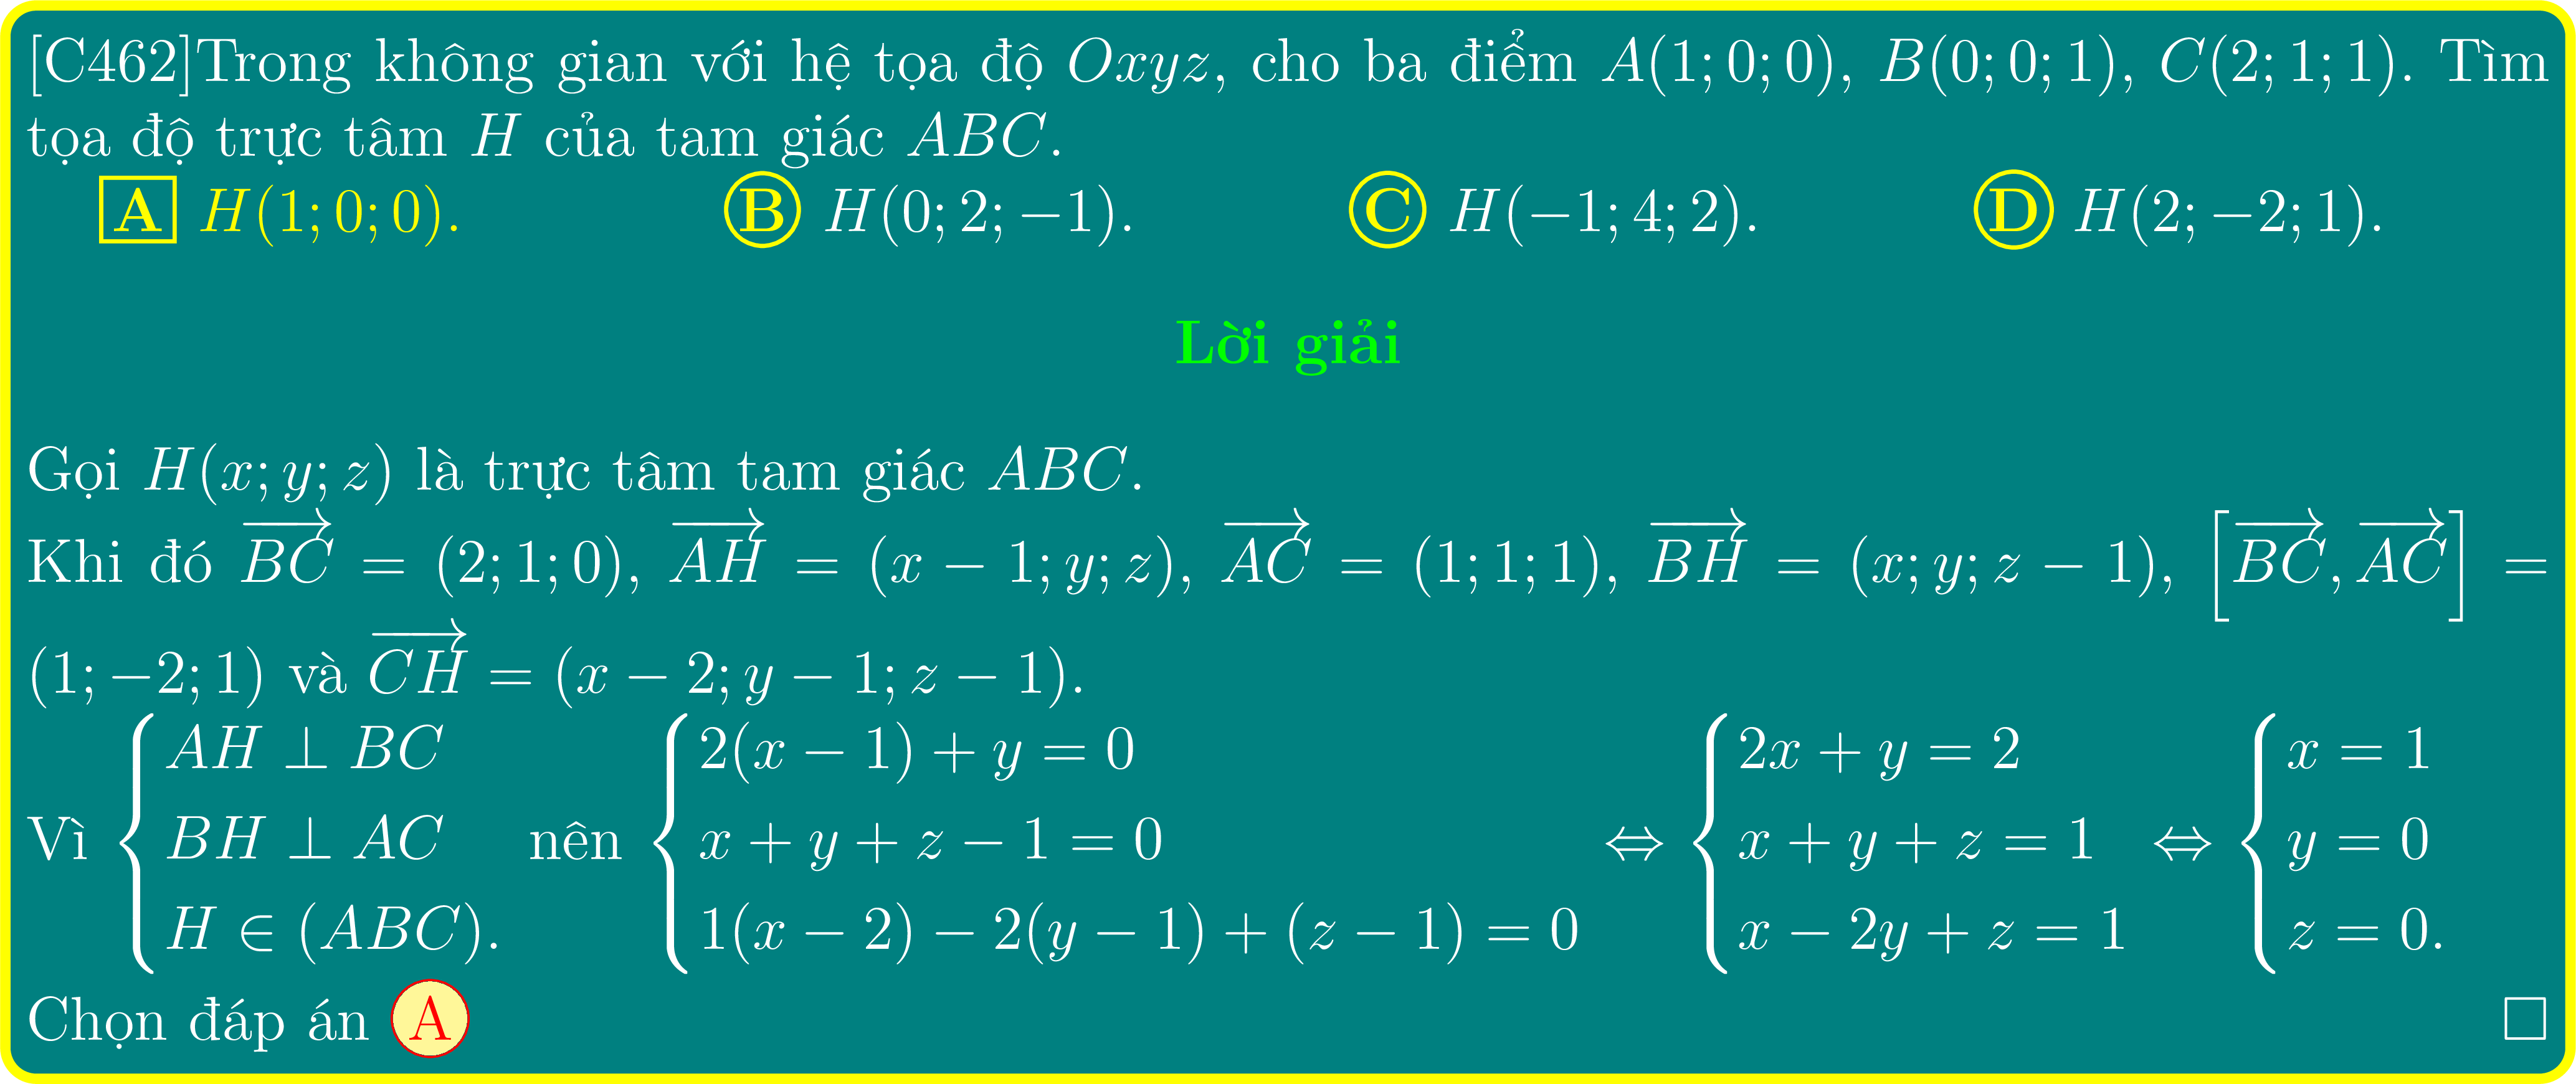 [C462]Trong không gian với hệ tọa độ Oxyz, cho ba điểm A(1; 0; 0), B(0; 0; 1), C(2; 1; 1). Tìm
tọa độ trực tâm H của tam giác ABC.
A H(1; 0; 0). B H(0; 2; −1). C H(−1; 4; 2). D H(2; −2; 1).
Lời giải
Gọi H(x; y; z) là trực tâm tam giác ABC.
Khi đó $\overrightarrow{BC}$ = (2; 1; 0), $\overrightarrow{AH}$ = (x − 1; y; z), $\overrightarrow{AC}$ = (1; 1; 1), $\overrightarrow{BH}$ = (x; y; z − 1), $\left[\overrightarrow{BC}, \overrightarrow{AC}\right]$ =
(1; −2; 1) và $\overrightarrow{CH}$ = (x − 2; y − 1; z − 1).
Vì $\begin{cases} AH \perp BC \\ BH \perp AC \\ H \in (ABC). \end{cases}$ nên $\begin{cases} 2(x - 1) + y = 0 \\ x + y + z - 1 = 0 \\ 1(x - 2) - 2(y - 1) + (z - 1) = 0 \end{cases}$ ⇔ $\begin{cases} 2x + y = 2 \\ x + y + z = 1 \\ x - 2y + z = 1 \end{cases}$ ⇔ $\begin{cases} x = 1 \\ y = 0 \\ z = 0. \end{cases}$
Chọn đáp án A □